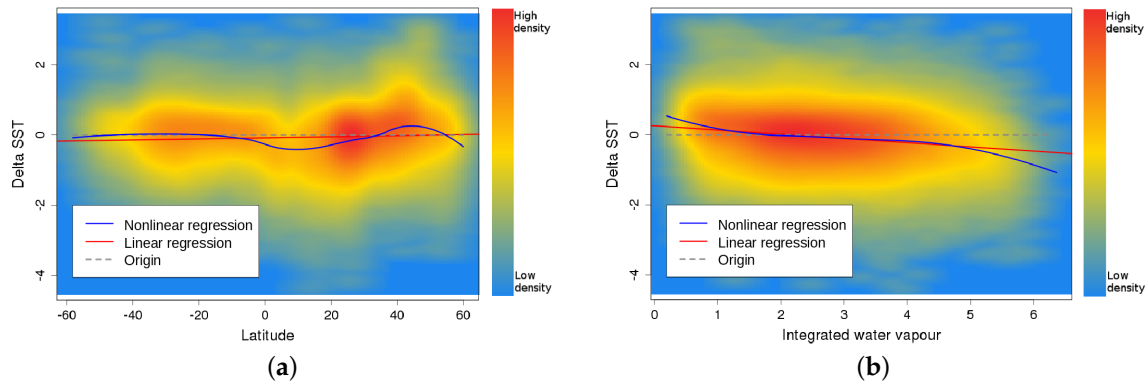 High
density
2
0
-2
-4
Delta SST
Nonlinear regression
Linear regression
Origin
Low
density
-60 -40 -20 0 20 40 60
Latitude
(a)
High
density
2
0
-2
-4
Delta SST
Nonlinear regression
Linear regression
Origin
Low
density
0 1 2 3 4 5 6
Integrated water vapour
(b)